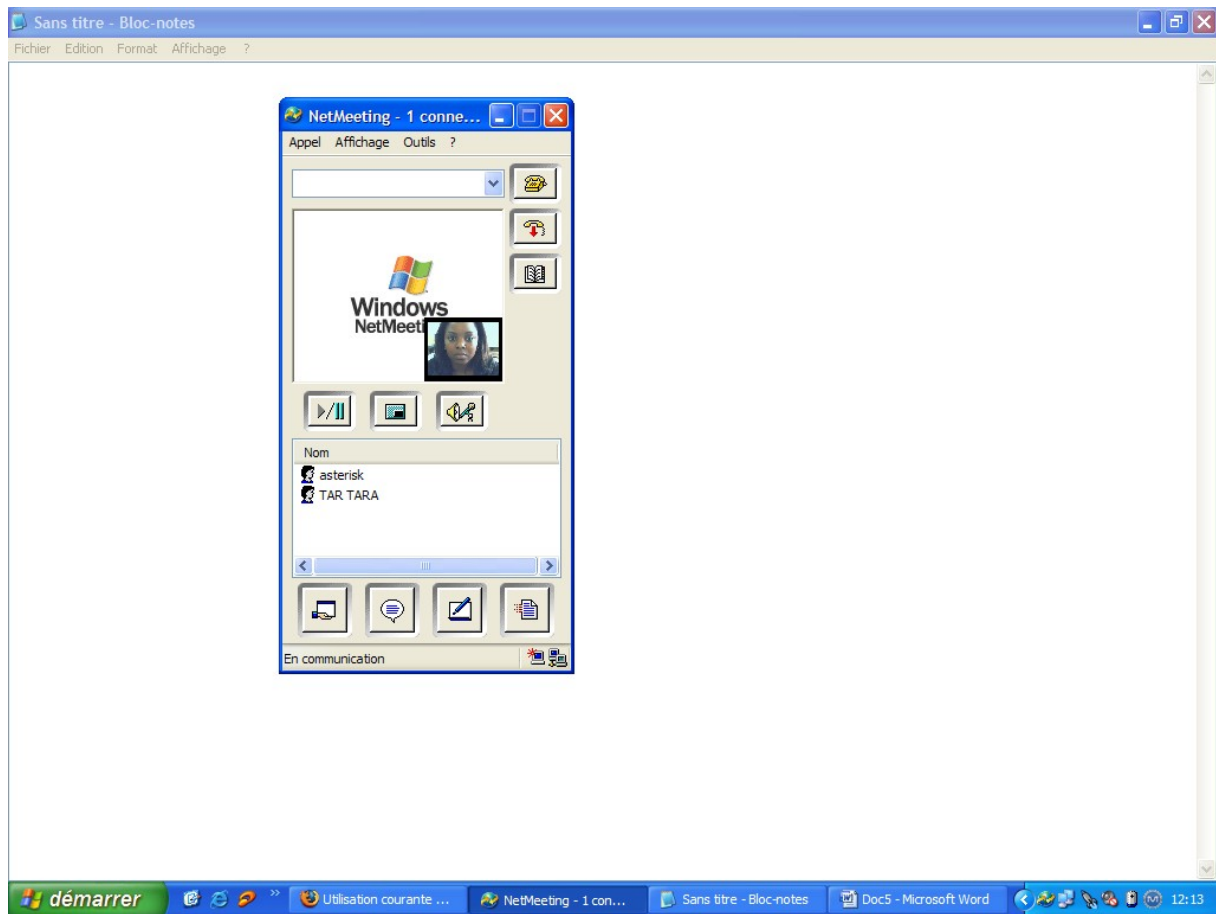 Sans titre - Bloc-notes
Fichier Edition Format Affichage ?
NetMeeting - 1 conne...
Appel Affichage Outils ?
Windows
NetMeeti
Nom
asterisk
TAR TARA
En communication
démarrer
»
Utilisation courante ...
NetMeeting - 1 con...
Sans titre - Bloc-notes
Doc5 - Microsoft Word
12:13